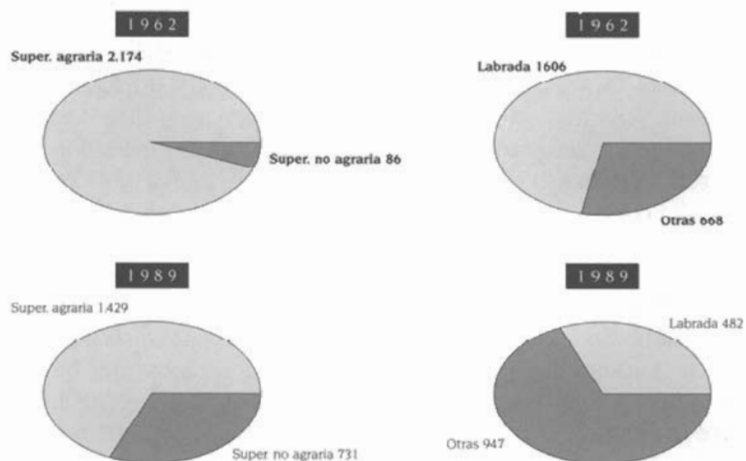 1962
Super. agraria 2.174
Super. no agraria 86
1962
Labrada 1606
Otras 668
1989
Super. agraria 1.429
Super no agraria 731
1989
Labrada 482
Otras 947